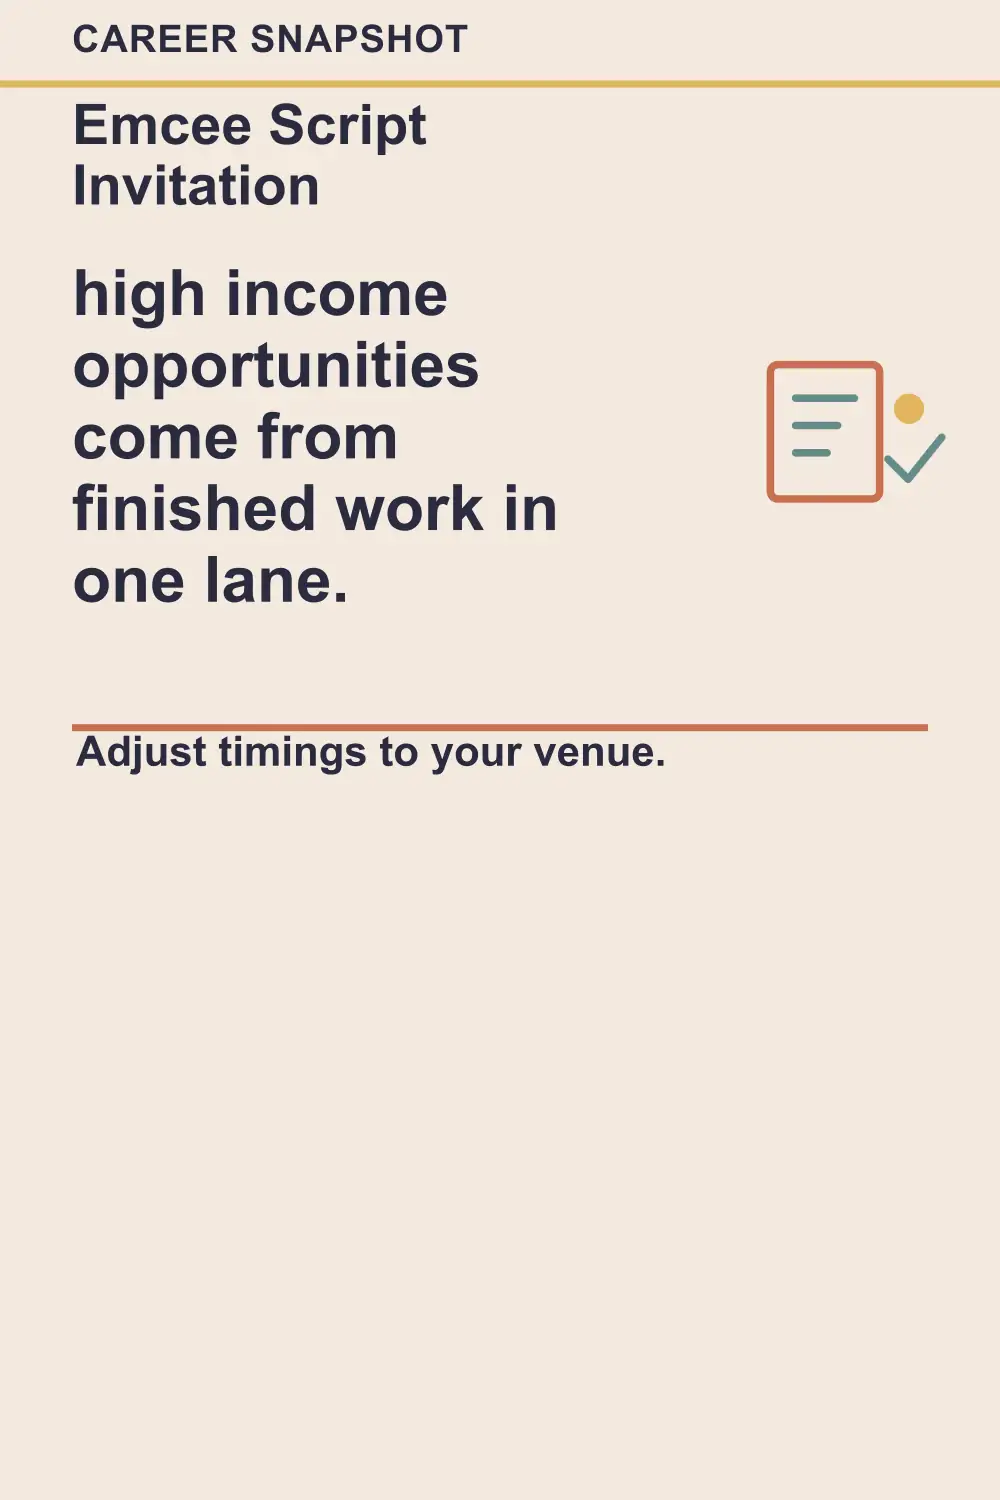 CAREER SNAPSHOT
Emcee Script
Invitation
high income
opportunities
come from
finished work in
one lane.
Adjust timings to your venue.